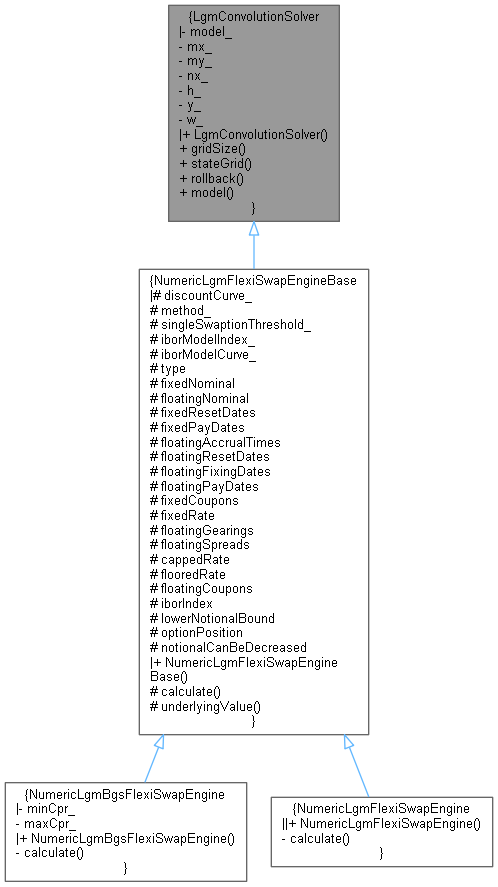 {LgmConvolutionSolver
|- model_
- mx_
- my_
- nx_
- h_
- y_
- w_
|+ LgmConvolutionSolver()
+ gridSize()
+ stateGrid()
+ rollback()
+ model()
}
{NumericLgmFlexiSwapEngineBase
|# discountCurve_
# method_
# singleSwaptionThreshold_
# iborModelIndex_
# iborModelCurve_
# type
# fixedNominal
# floatingNominal
# fixedResetDates
# fixedPayDates
# floatingAccrualTimes
# floatingResetDates
# floatingFixingDates
# floatingPayDates
# fixedCoupons
# fixedRate
# floatingGearings
# floatingSpreads
# cappedRate
# flooredRate
# floatingCoupons
# iborIndex
# lowerNotionalBound
# optionPosition
# notionalCanBeDecreased
|+ NumericLgmFlexiSwapEngine
Base()
# calculate()
# underlyingValue()
}
{NumericLgmBgsFlexiSwapEngine
|- minCpr_
- maxCpr_
|+ NumericLgmBgsFlexiSwapEngine()
- calculate()
}
{NumericLgmFlexiSwapEngine
||+ NumericLgmFlexiSwapEngine()
- calculate()
}